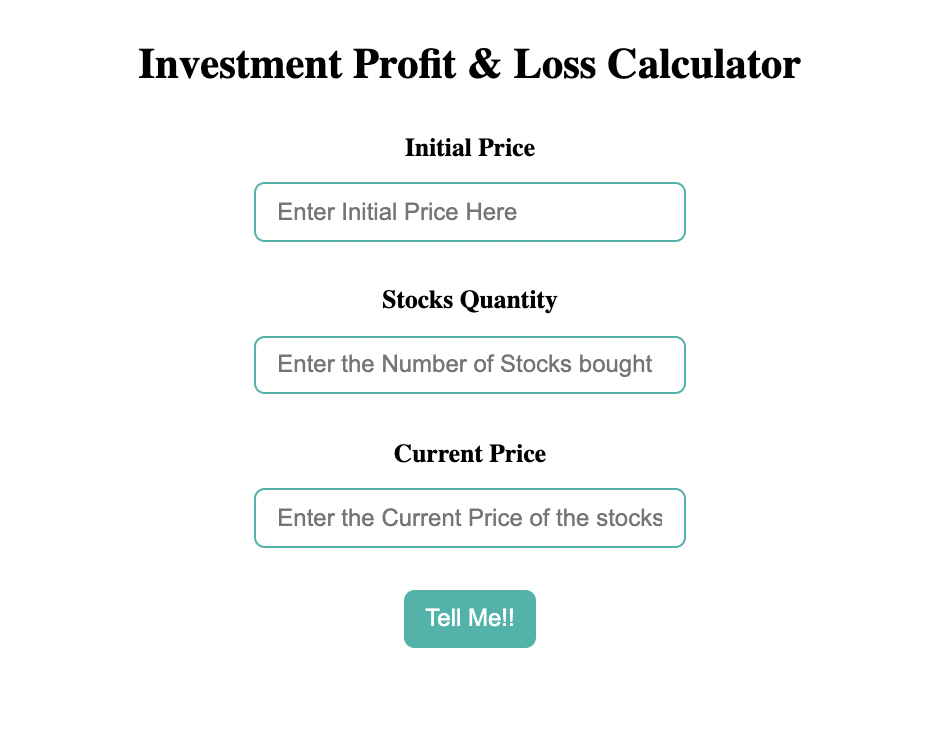 Investment Profit & Loss Calculator
Initial Price
Enter Initial Price Here
Stocks Quantity
Enter the Number of Stocks bought
Current Price
Enter the Current Price of the stocks
Tell Me!!